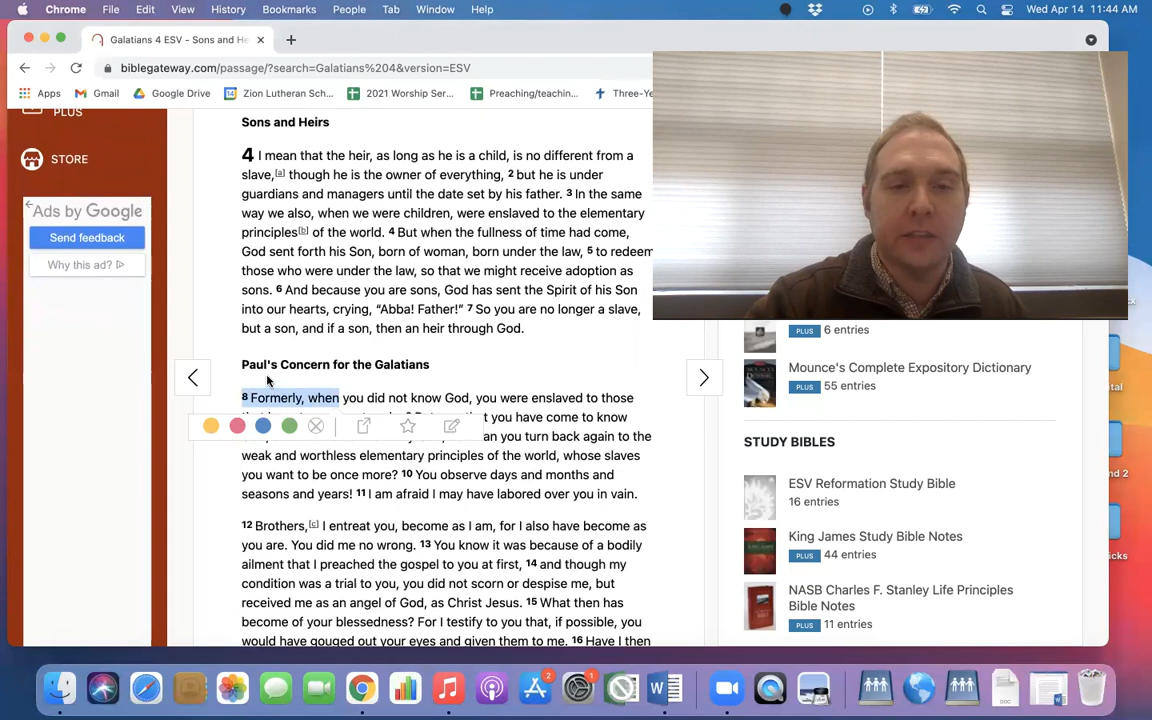 Chrome File Edit View History Bookmarks People Tab Window Help Wed Apr 14 11:44 AM
Galatians 4 ESV - Sons and He
biblegateway.com/passage/?search=Galatians%204&version=ESV
Apps Gmail Google Drive Zion Lutheran Sch... 2021 Worship Ser... Preaching/teachin... Three-Ye
PLUS
STORE
Ads by Google
Send feedback
Why this ad?
Sons and Heirs
4 I mean that the heir, as long as he is a child, is no different from a
slave,[a] though he is the owner of everything, 2 but he is under
guardians and managers until the date set by his father. 3 In the same
way we also, when we were children, were enslaved to the elementary
principles[b] of the world. 4 But when the fullness of time had come,
God sent forth his Son, born of woman, born under the law, 5 to redeem
those who were under the law, so that we might receive adoption as
sons. 6 And because you are sons, God has sent the Spirit of his Son
into our hearts, crying, “Abba! Father!” 7 So you are no longer a slave,
but a son, and if a son, then an heir through God.
Paul's Concern for the Galatians
8 Formerly, when you did not know God, you were enslaved to those
t you have come to know
an you turn back again to the
weak and worthless elementary principles of the world, whose slaves
you want to be once more? 10 You observe days and months and
seasons and years! 11 I am afraid I may have labored over you in vain.
12 Brothers,[c] I entreat you, become as I am, for I also have become as
you are. You did me no wrong. 13 You know it was because of a bodily
ailment that I preached the gospel to you at first, 14 and though my
condition was a trial to you, you did not scorn or despise me, but
received me as an angel of God, as Christ Jesus. 15 What then has
become of your blessedness? For I testify to you that, if possible, you
would have gouged out your eyes and given them to me. 16 Have I then
PLUS 6 entries
Mounce's Complete Expository Dictionary
PLUS 55 entries
STUDY BIBLES
ESV Reformation Study Bible
16 entries
King James Study Bible Notes
PLUS 44 entries
NASB Charles F. Stanley Life Principles
Bible Notes
PLUS 11 entries
ital
nd 2
icks
2
1
DOC